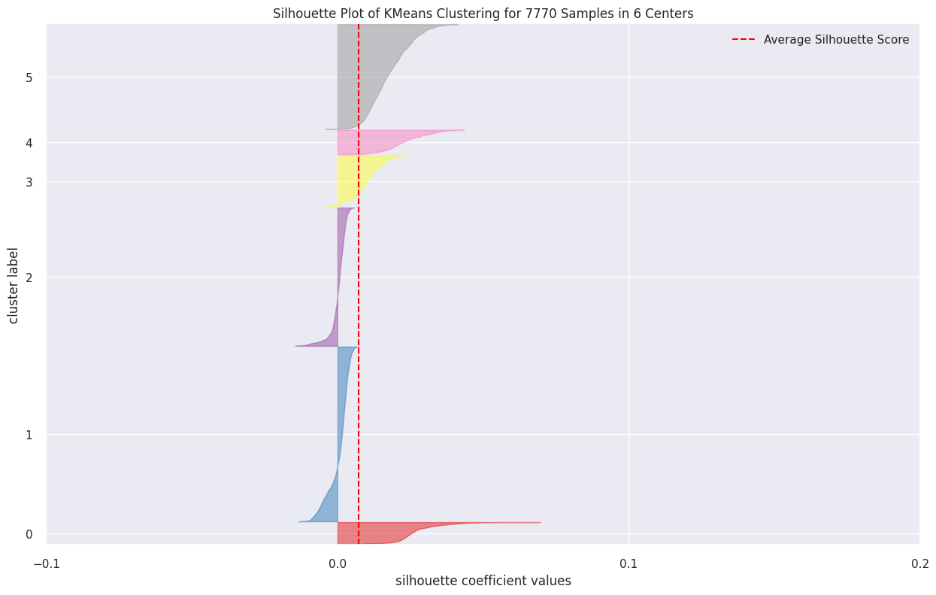 Silhouette Plot of KMeans Clustering for 7770 Samples in 6 Centers
Average Silhouette Score
5
4
3
2
1
0
cluster label
−0.1 0.0 0.1 0.2
silhouette coefficient values